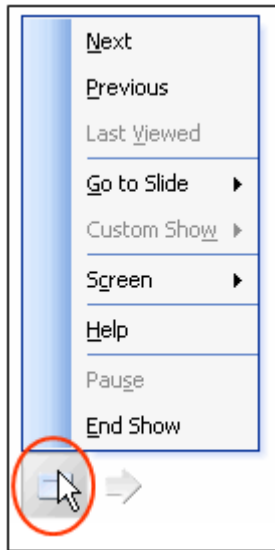 Next
Previous
Last Viewed
Go to Slide
Custom Show
Screen
Help
Pause
End Show